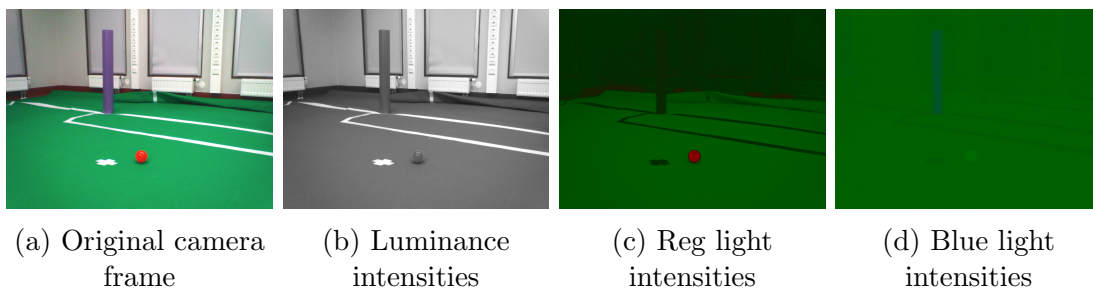 (a) Original camera
frame
(b) Luminance
intensities
(c) Reg light
intensities
(d) Blue light
intensities